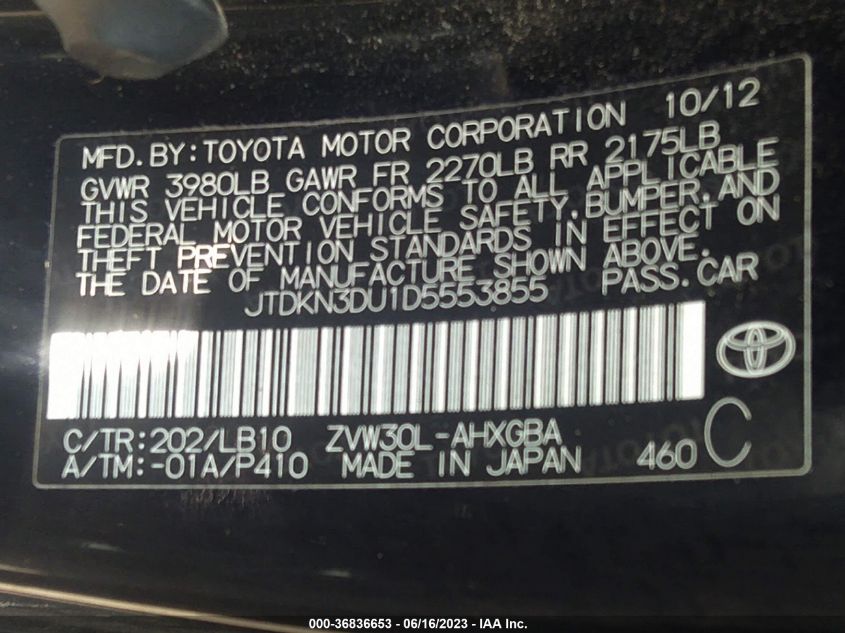 MFD.BY:TOYOTA MOTOR CORPORATION 10/12
GVWR 3980LB GAWR FR 2270LB RR 2175LB
THIS VEHICLE CONFORMS TO ALL APPLICABLE
FEDERAL MOTOR VEHICLE SAFETY,BUMPER,AND
THEFT PREVENTION STANDARDS IN EFFECT ON
THE DATE OF MANUFACTURE SHOWN ABOVE.
JTDKN3DU1D5553855 PASS.CAR
C/TR:202/LB10 ZVW30L-AHXGBA
A/TM:-01A/P410 MADE IN JAPAN 460 C
000-36836653 - 06/16/2023 - IAA Inc.